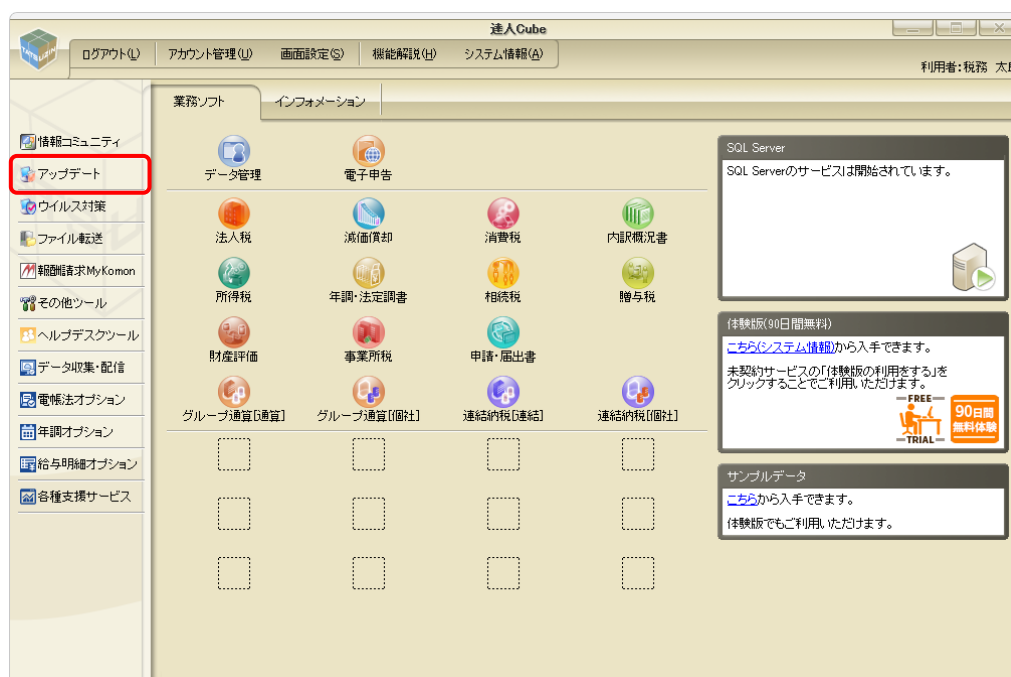 達人Cube
ログアウト(L)
アカウント管理(U)
画面設定(S)
機能解説(H)
システム情報(A)
利用者:税務 太
業務ソフト
インフォメーション
情報コミュニティ
アップデート
ウイルス対策
ファイル転送
報酬請求MyKomon
その他ツール
ヘルプデスクツール
データ収集・配信
電帳法オプション
年調オプション
給与明細オプション
各種支援サービス
データ管理
電子申告
法人税
減価償却
消費税
内訳概況書
所得税
年調・法定調書
相続税
贈与税
財産評価
事業所税
申請・届出書
グループ通算[通算]
グループ通算[個社]
連結納税[連結]
連結納税[個社]
SQL Server
SQL Serverのサービスは開始されています。
体験版(90日間無料)
こちら(システム情報)から入手できます。
未契約サービスの「体験版の利用をする」を
クリックすることでご利用いただけます。
FREE
TRIAL
90日間
無料体験
サンプルデータ
こちらから入手できます。
体験版でもご利用いただけます。